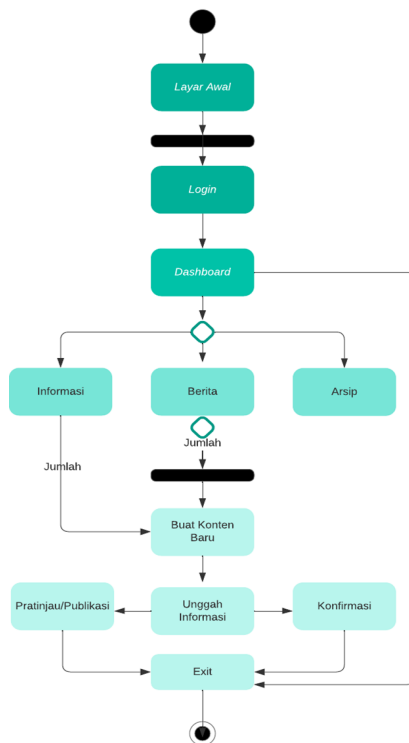 Layar Awal
Login
Dashboard
Informasi
Berita
Arsip
Jumlah
Jumlah
Buat Konten
Baru
Pratinjau/Publikasi
Unggah
Informasi
Konfirmasi
Exit